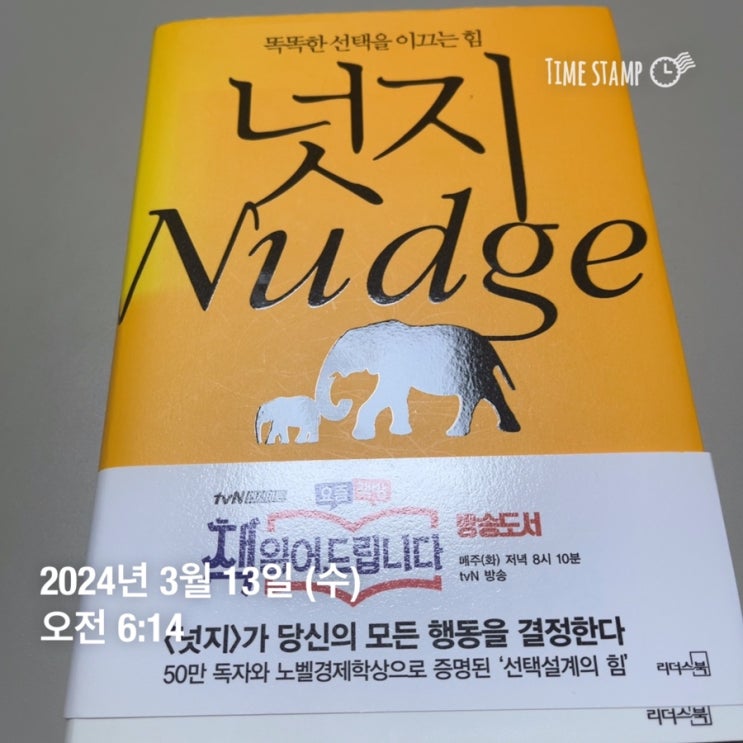 똑똑한 선택을 이끄는 힘
TIME STAMP
넛지
Nudge
tvN
요즘책방
책읽어드립니다
방송도서
매주(화) 저녁 8시 10분
tvN 방송
2024년 3월 13일 (수)
오전 6:14
〈넛지〉가 당신의 모든 행동을 결정한다
50만 독자와 노벨경제학상으로 증명된 ‘선택설계의 힘’
리더스북
리더스북